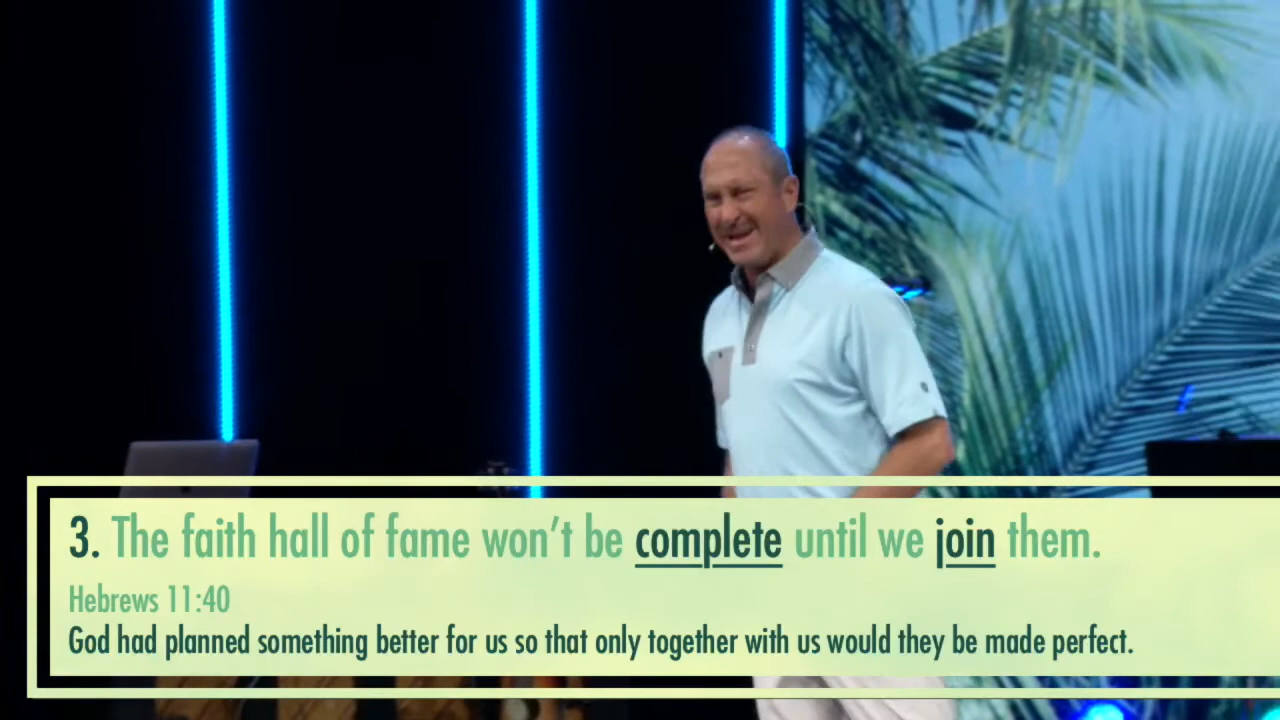 3. The faith hall of fame won't be complete until we join them.
Hebrews 11:40
God had planned something better for us so that only together with us would they be made perfect.